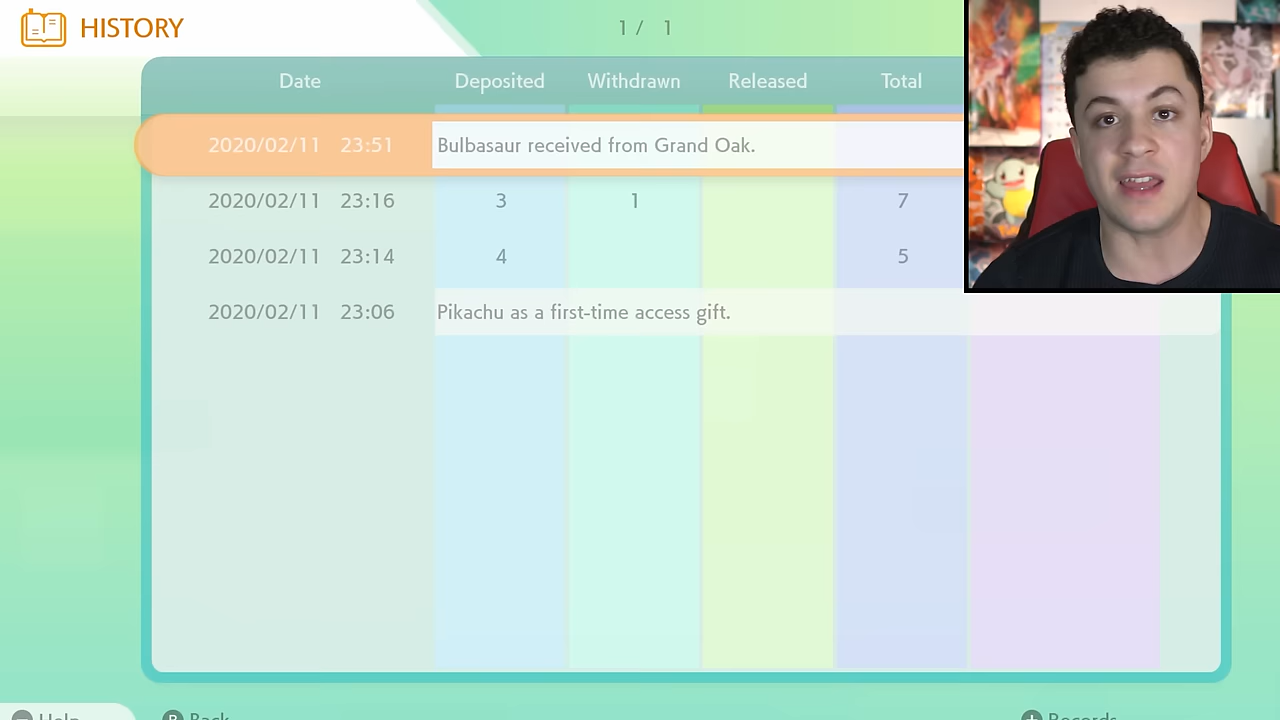 HISTORY
1 / 1
Date Deposited Withdrawn Released Total
2020/02/11 23:51 Bulbasaur received from Grand Oak.
2020/02/11 23:16 3 1 7
2020/02/11 23:14 4 5
2020/02/11 23:06 Pikachu as a first-time access gift.
Help B Back + Records